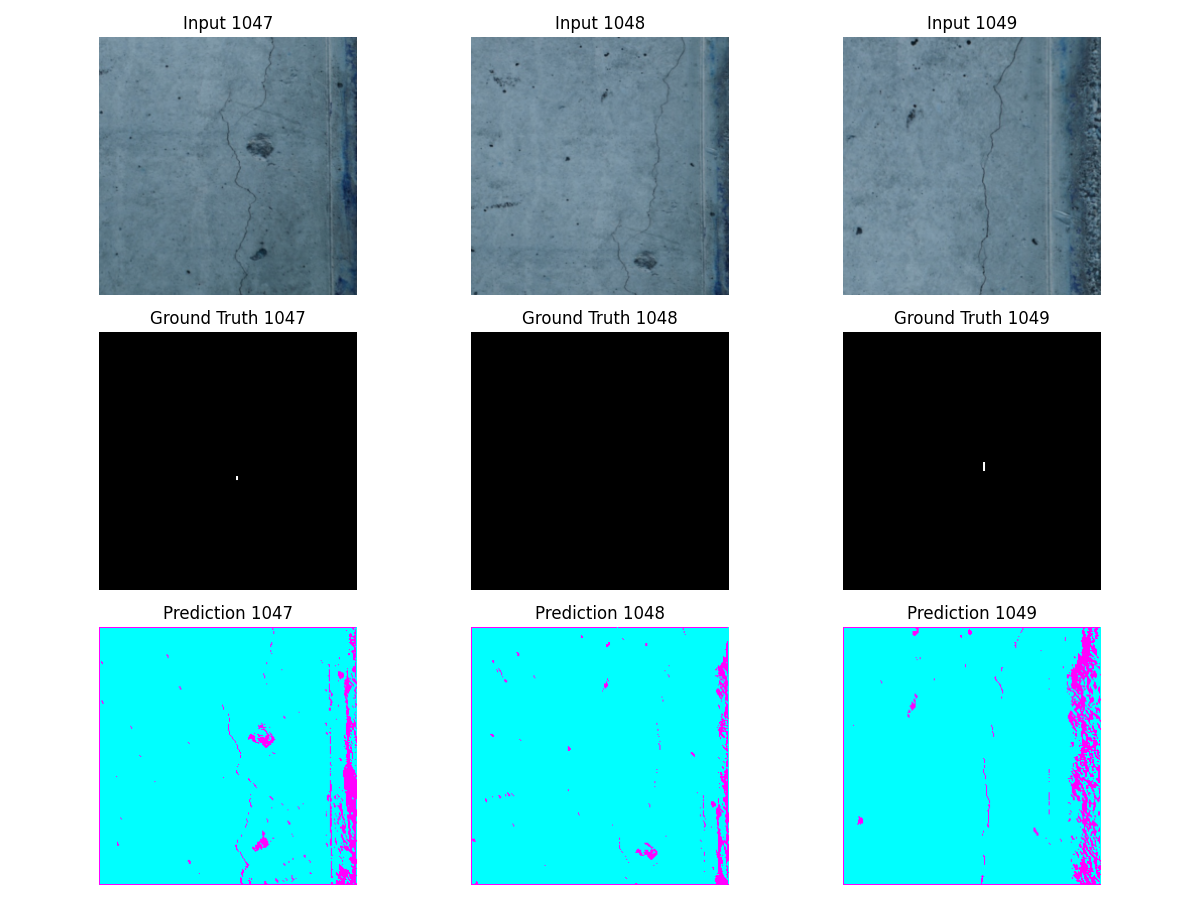 Input 1047
Input 1048
Input 1049
Ground Truth 1047
Ground Truth 1048
Ground Truth 1049
Prediction 1047
Prediction 1048
Prediction 1049